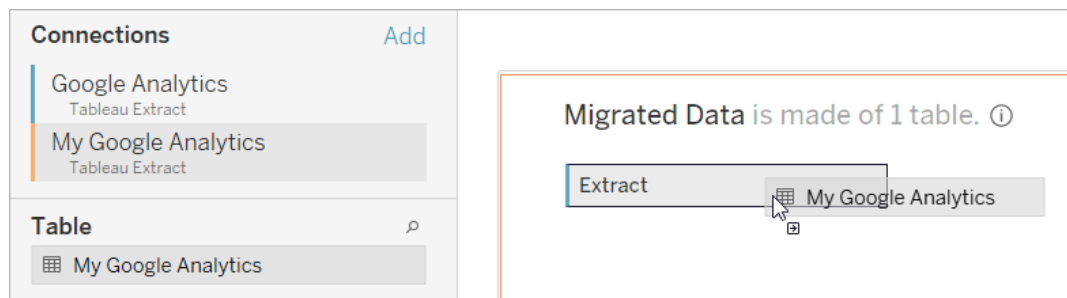 Connections
Add
Google Analytics
Tableau Extract
My Google Analytics
Tableau Extract
Table
My Google Analytics
Migrated Data is made of 1 table.
Extract
My Google Analytics